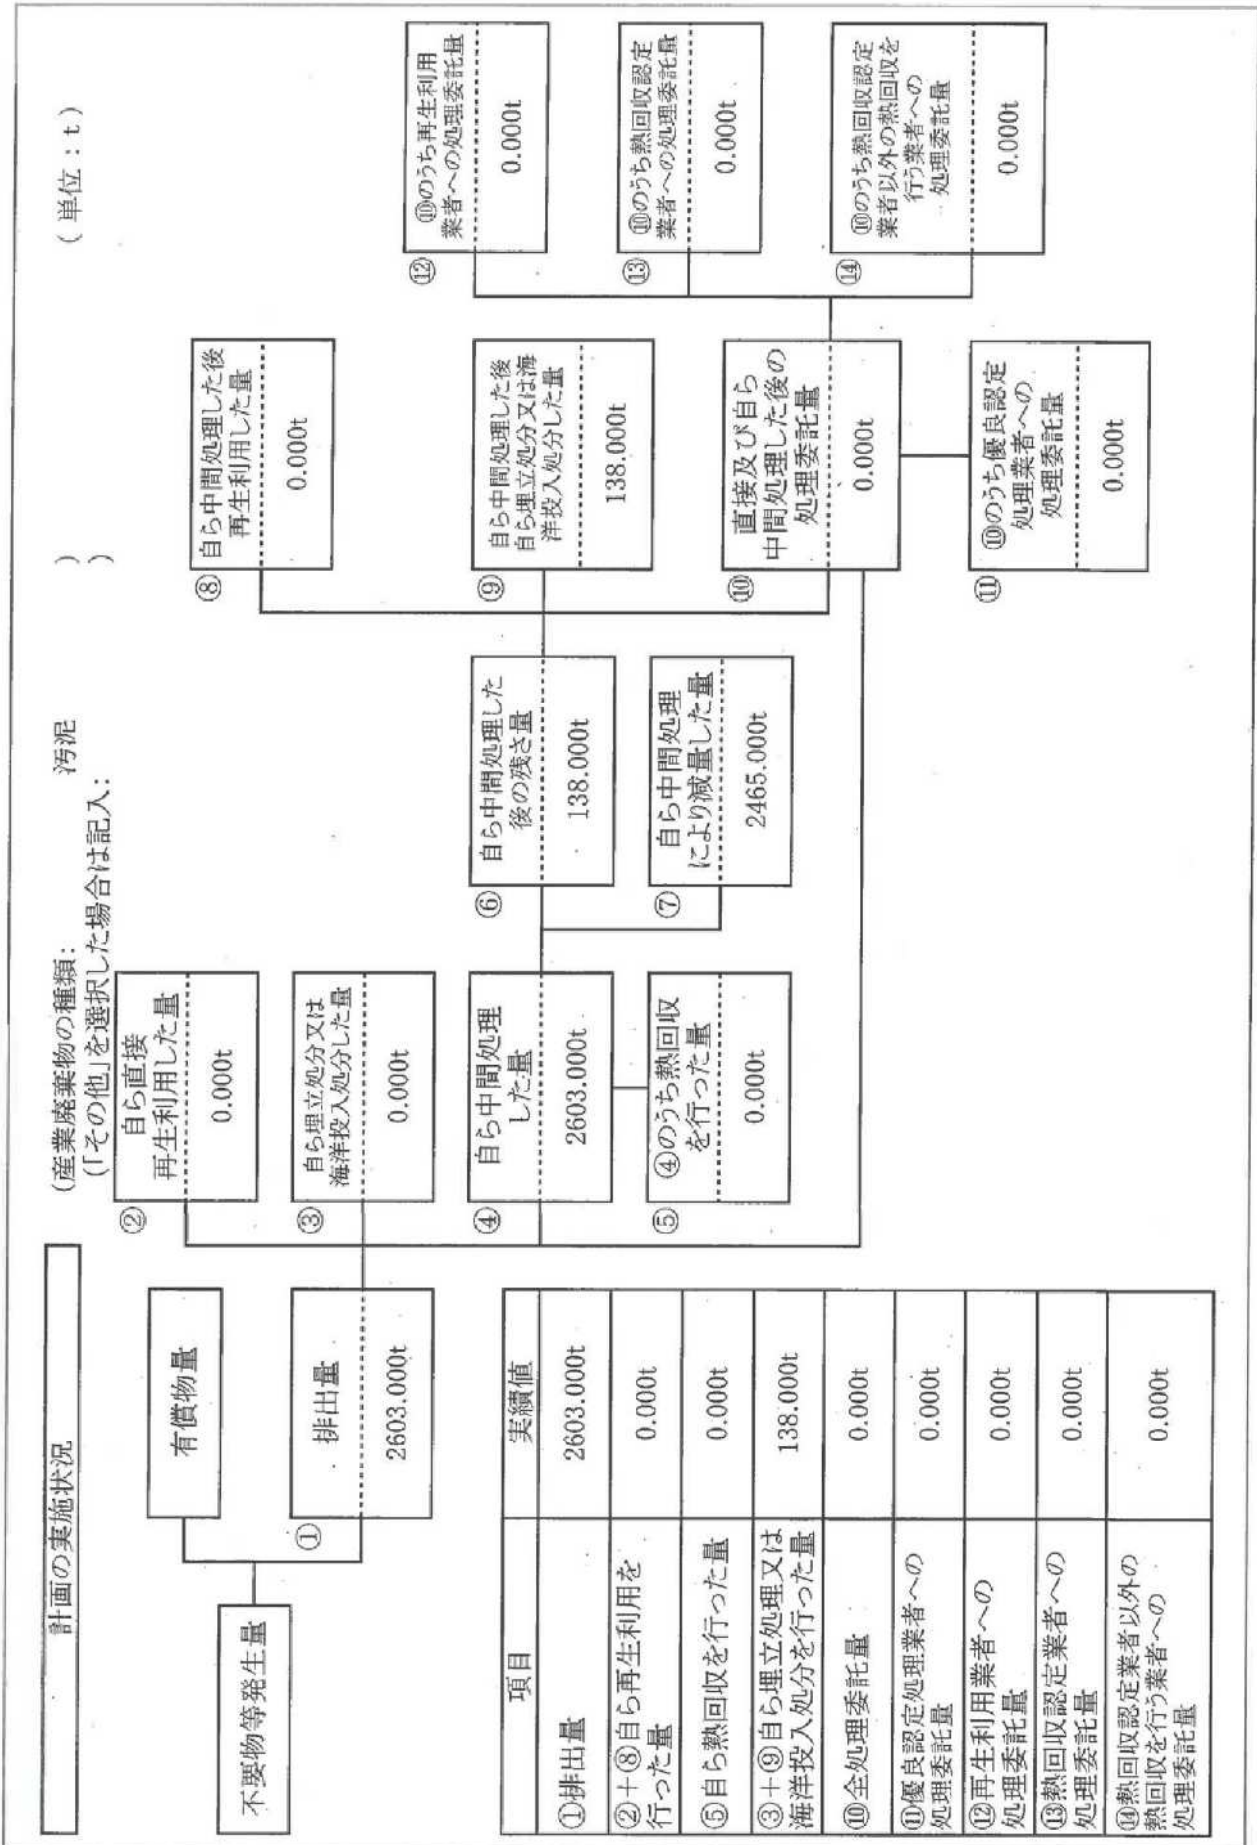 計画の実施状況
(産業廃棄物の種類: 汚泥 )
(「その他」を選択した場合は記入: )
(単位:t)
不要物等発生量
有償物量
①
排出量
2603.000t
②
自ら直接
再生利用した量
0.000t
③
自ら埋立処分又は
海洋投入処分した量
0.000t
④
自ら中間処理
した量
2603.000t
⑤
④のうち熱回収
を行った量
0.000t
⑥
自ら中間処理した
後の残さ量
138.000t
⑦
自ら中間処理
により減量した量
2465.000t
⑧
自ら中間処理した後
再生利用した量
0.000t
⑨
自ら中間処理した後
自ら埋立処分又は海
洋投入処分した量
138.000t
⑩
直接及び自ら
中間処理した後の
処理委託量
0.000t
⑪
⑩のうち優良認定
処理業者への
処理委託量
0.000t
⑫
⑩のうち再生利用
業者への処理委託量
0.000t
⑬
⑩のうち熱回収認定
業者への処理委託量
0.000t
⑭
⑩のうち熱回収認定
業者以外の熱回収を
行う業者への
処理委託量
0.000t
項目 実績値
①排出量 2603.000t
②+⑧自ら再生利用を
行った量 0.000t
⑤自ら熱回収を行った量 0.000t
③+⑨自ら埋立処理又は
海洋投入処分を行った量 138.000t
⑩全処理委託量 0.000t
⑪優良認定処理業者への
処理委託量 0.000t
⑫再生利用業者への
処理委託量 0.000t
⑬熱回収認定業者への
処理委託量 0.000t
⑭熱回収認定業者以外の
熱回収を行う業者への
処理委託量 0.000t